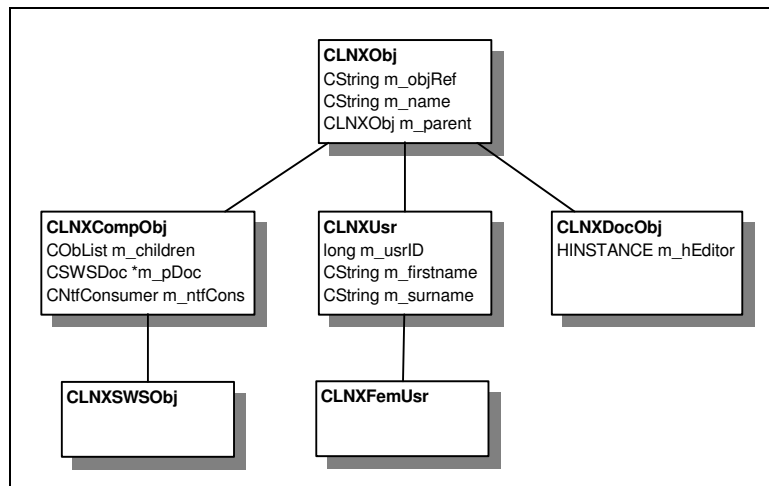 CLNXObj
CString m_objRef
CString m_name
CLNXObj m_parent
CLNXCompObj
CObList m_children
CSWSDoc *m_pDoc
CNtfConsumer m_ntfCons
CLNXUsr
long m_usrID
CString m_firstname
CString m_surname
CLNXDocObj
HINSTANCE m_hEditor
CLNXSWSObj
CLNXFemUsr